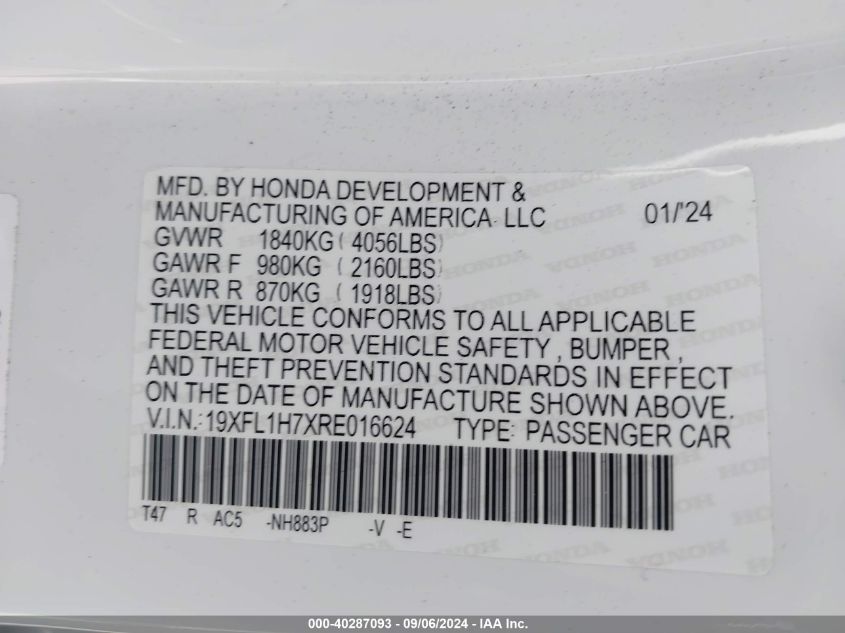 MFD. BY HONDA DEVELOPMENT &
MANUFACTURING OF AMERICA LLC 01/'24
GVWR 1840KG ( 4056LBS)
GAWR F 980KG ( 2160LBS)
GAWR R 870KG ( 1918LBS)
THIS VEHICLE CONFORMS TO ALL APPLICABLE
FEDERAL MOTOR VEHICLE SAFETY , BUMPER ,
AND THEFT PREVENTION STANDARDS IN EFFECT
ON THE DATE OF MANUFACTURE SHOWN ABOVE.
V.I.N.: 19XFL1H7XRE016624 TYPE: PASSENGER CAR
T47 R AC5 -NH883P -V -E
000-40287093 - 09/06/2024 - IAA Inc.